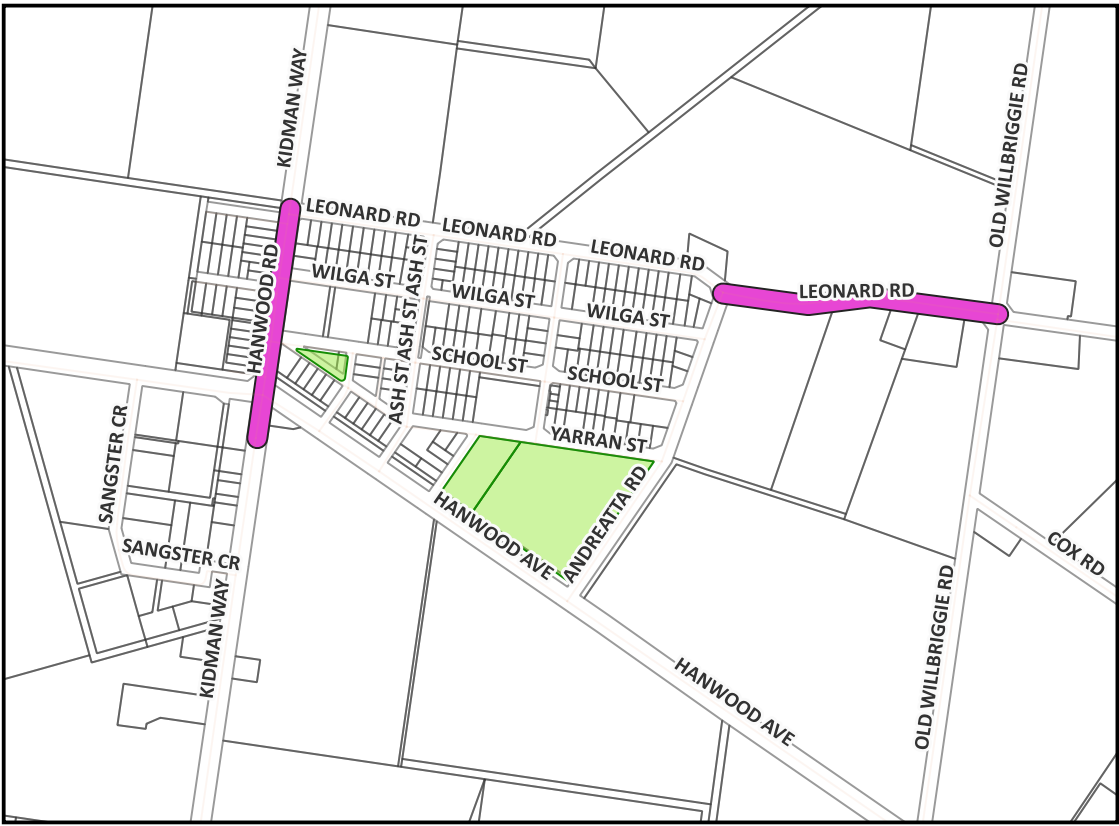 KIDMAN WAY
OLD WILLBRIGGIE RD
LEONARD RD
LEONARD RD
LEONARD RD
LEONARD RD
HANWOOD RD
WILGA ST
WILGA ST
WILGA ST
ASH ST
ASH ST
ASH ST
SCHOOL ST
SCHOOL ST
YARRAN ST
SANGSTER CR
SANGSTER CR
HANWOOD AVE
ANDREATTA RD
COX RD
KIDMAN WAY
OLD WILLBRIGGIE RD
HANWOOD AVE